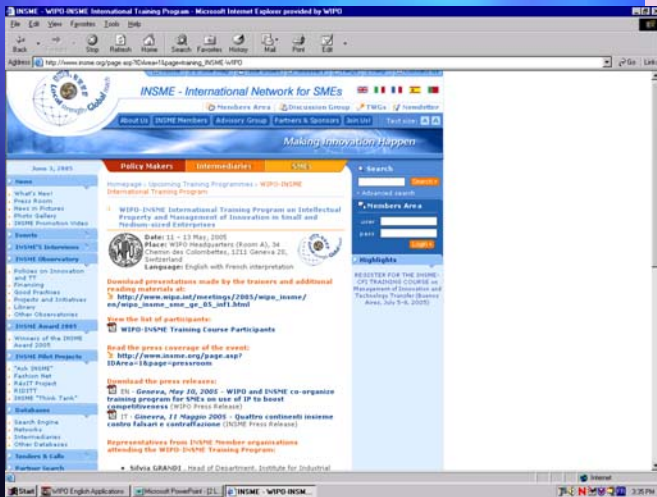 INSME - WIPO-INSME International Training Program - Microsoft Internet Explorer provided by WIPO
File Edit View Favorites Tools Help
Back Stop Refresh Home Search Favorites History Mail Print Edit
Address http://www.insme.org/page.asp?IDArea=1&page=training_INSME-WIPO Go Links
INSME - International Network for SMEs
Members Area Discussion Group TWGs Newsletter
About Us INSME Members Advisory Group Partners & Sponsors Join Us! Text size: A A
Making Innovation Happen
June 3, 2005
Policy Makers Intermediaries SMEs
Home
What's New!
Press Room
News in Pictures
Photo Gallery
INSME Promotion Video
Events
INSME'S Interviews
INSME Observatory
Policies on Innovation and TT
Financing
Good Practices
Projects and Initiatives
Library
Other Observatories
INSME Award 2005
Winners of the INSME Award 2005
INSME Pilot Projects
"Ask INSME"
Fashion Net
RIDITT
INSME "Think Tank"
Databases
Search Engine
Networks
Intermediaries
Other Databases
Tenders & Calls
Partner Search
Homepage > Upcoming Training Programmes > WIPO-INSME
International Training Program
WIPO-INSME International Training Program on Intellectual
Property and Management of Innovation in Small and
Medium-sized Enterprises
Date: 11 - 13 May, 2005
Place: WIPO Headquarters (Room A), 34
Chemin des Colombettes, 1211 Geneva 20,
Switzerland
Language: English with French interpretation
Download presentations made by the trainers and additional
reading materials at:
http://www.wipo.int/meetings/2005/wipo_insme/
en/wipo_insme_sme_ge_05_inf1.html
View the list of participants:
WIPO-INSME Training Course Participants
Read the press coverage of the event:
http://www.insme.org/page.asp?
IDArea=1&page=pressroom
Download the press releases:
EN - Geneva, May 10, 2005 - WIPO and INSME co-organize
training program for SMEs on use of IP to boost
competitiveness (WIPO Press Release)
IT - Ginevra, 11 Maggio 2005 - Quattro continenti insieme
contro falsari e contraffazione (INSME Press Release)
Representatives from INSME Member organisations
attending the WIPO-INSME Training Program:
Silvia GRANDI, Head of Department, Institute for Industrial
Search
Search
Advanced search
Members Area
user
pass
Login
Highlights
REGISTER FOR THE INSME-
CPI TRAINING COURSE on
Management of Innovation and
Technology Transfer (Buenos
Aires, July 5-8, 2005)
Internet
Start WIPO English Applications Microsoft PowerPoint - [2 L... INSME - WIPO-INSM... 3:35 PM